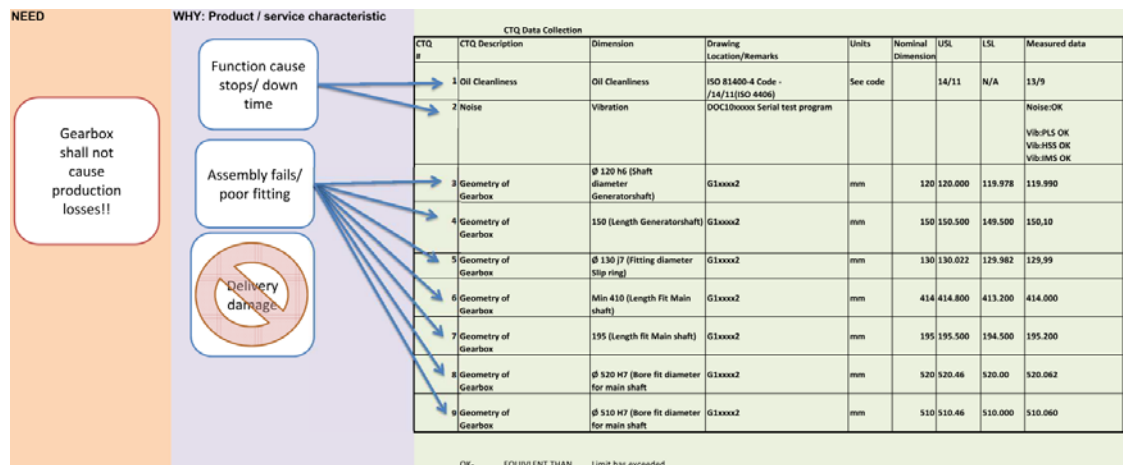 NEED
WHY: Product / service characteristic
Gearbox
shall not
cause
production
losses!!
Function cause
stops/ down
time
Assembly fails/
poor fitting
Delivery
damage
CTQ Data Collection
CTQ # CTQ Description Dimension Drawing Location/Remarks Units Nominal Dimension USL LSL Measured data
1 Oil Cleanliness Oil Cleanliness ISO 81400-4 Code - See code 14/11 N/A 13/9
/14/11(ISO 4406)
2 Noise Vibration DOC10xxxxx Serial test program Noise:OK
Vib:PLS OK
Vib:HSS OK
Vib:IMS OK
Ø 120 h6 (Shaft
3 Geometry of diameter G1xxxx2 mm 120 120.000 119.978 119.990
Gearbox Generatorshaft)
4 Geometry of 150 (Length Generatorshaft) G1xxxx2 mm 150 150.500 149.500 150,10
Gearbox
5 Geometry of Ø 130 j7 (Fitting diameter G1xxxx2 mm 130 130.022 129.982 129,99
Gearbox Slip ring)
6 Geometry of Min 410 (Length Fit Main G1xxxx2 mm 414 414.800 413.200 414.000
Gearbox shaft)
7 Geometry of 195 (Length fit Main shaft) G1xxxx2 mm 195 195.500 194.500 195.200
Gearbox
8 Geometry of Ø 520 H7 (Bore fit diameter G1xxxx2 mm 520 520.46 520.00 520.062
Gearbox for main shaft
9 Geometry of Ø 510 H7 (Bore fit diameter G1xxxx2 mm 510 510.46 510.000 510.060
Gearbox for main shaft
OK- EQUIVLENT THAN Limit has exceeded